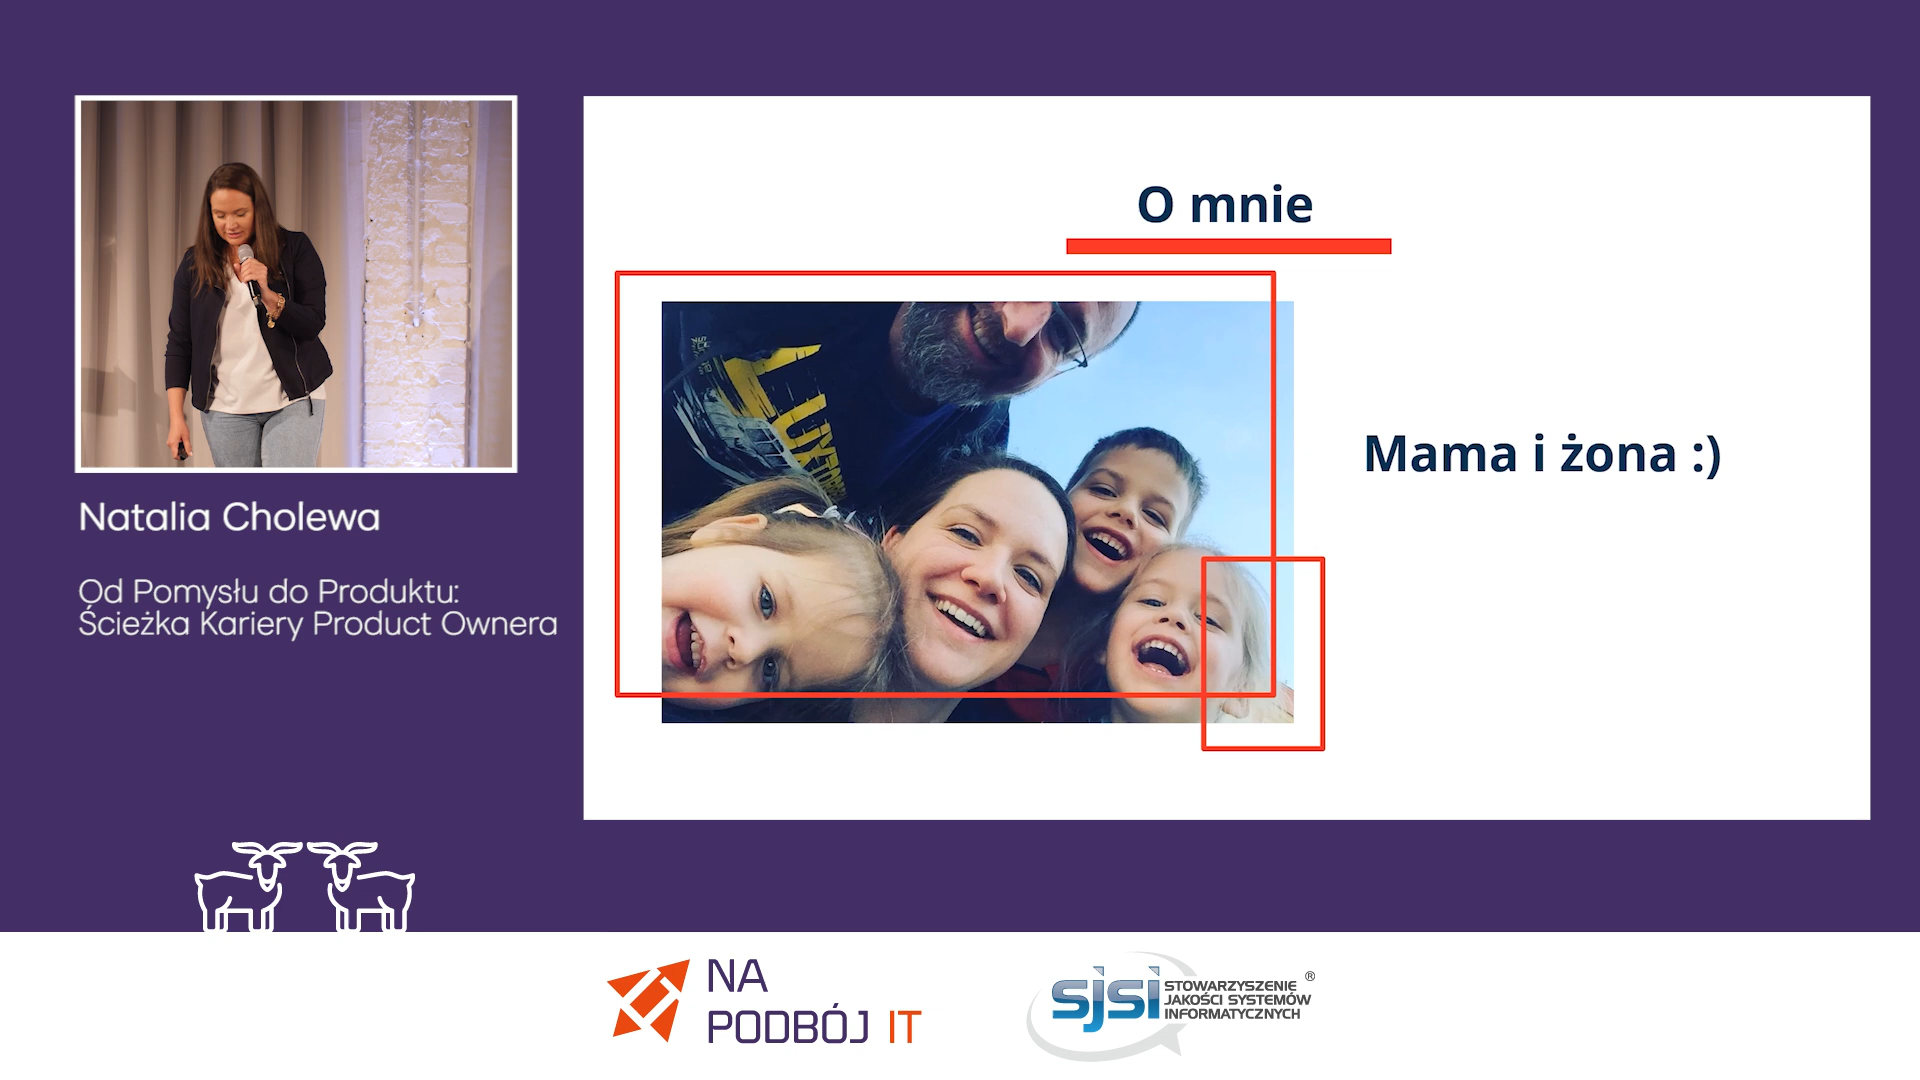 Natalia Cholewa
Od Pomysłu do Produktu:
Ścieżka Kariery Product Ownera
O mnie
Mama i żona :)
NA
PODBÓJ IT
sjsi
STOWARZYSZENIE ®
JAKOŚCI SYSTEMÓW
INFORMATYCZNYCH